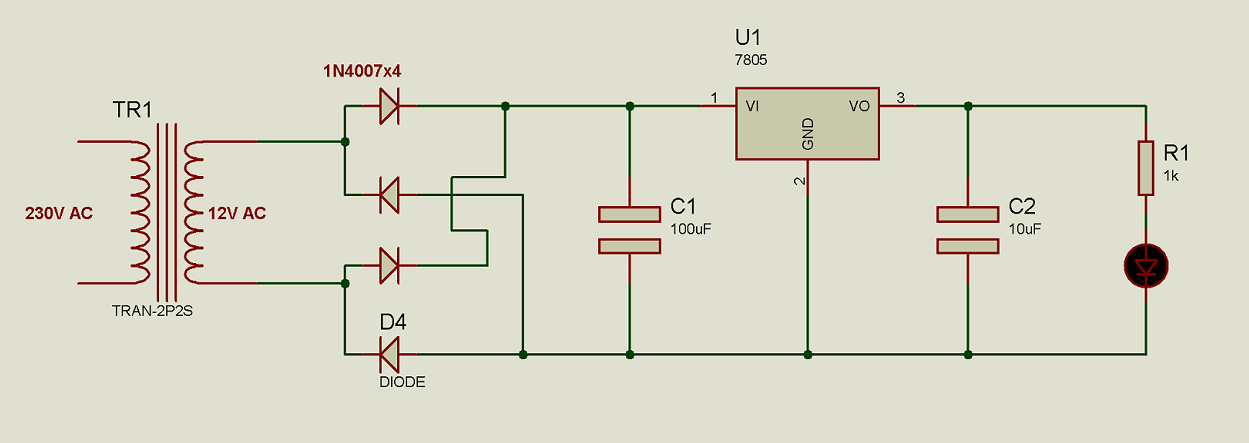 U1
7805
1N4007x4
TR1
1
VI
VO
3
GND
2
R1
1k
230V AC
12V AC
C1
100uF
C2
10uF
TRAN-2P2S
D4
DIODE